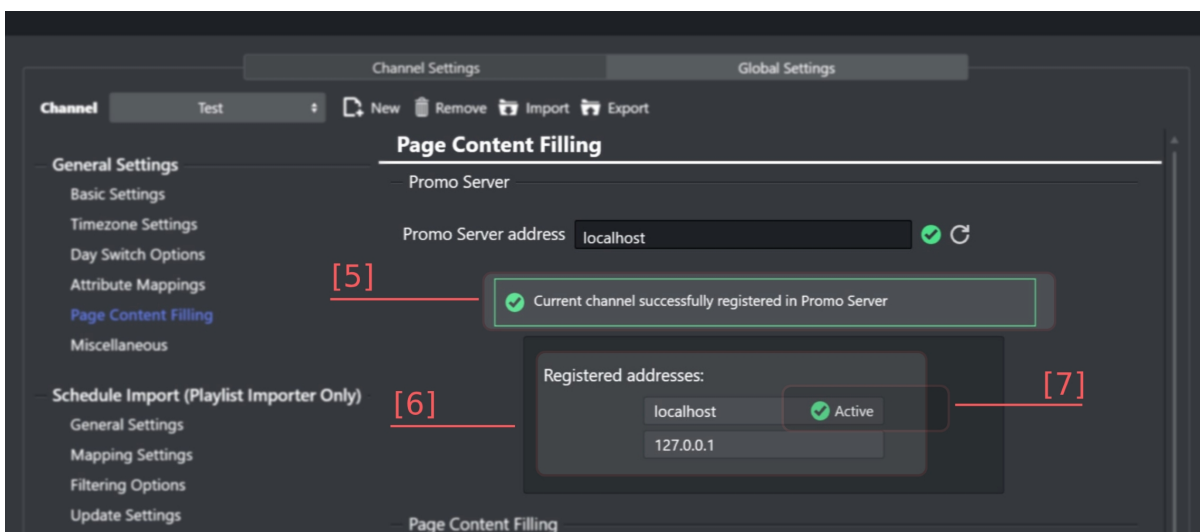 Channel Settings Global Settings
Channel Test New Remove Import Export
Page Content Filling
General Settings
Basic Settings
Timezone Settings
Day Switch Options
Attribute Mappings
Page Content Filling
Miscellaneous
Schedule Import (Playlist Importer Only)
General Settings
Mapping Settings
Filtering Options
Update Settings
Promo Server
Promo Server address localhost
[5]
Current channel successfully registered in Promo Server
[6]
Registered addresses:
localhost Active
127.0.0.1
[7]
Page Content Filling